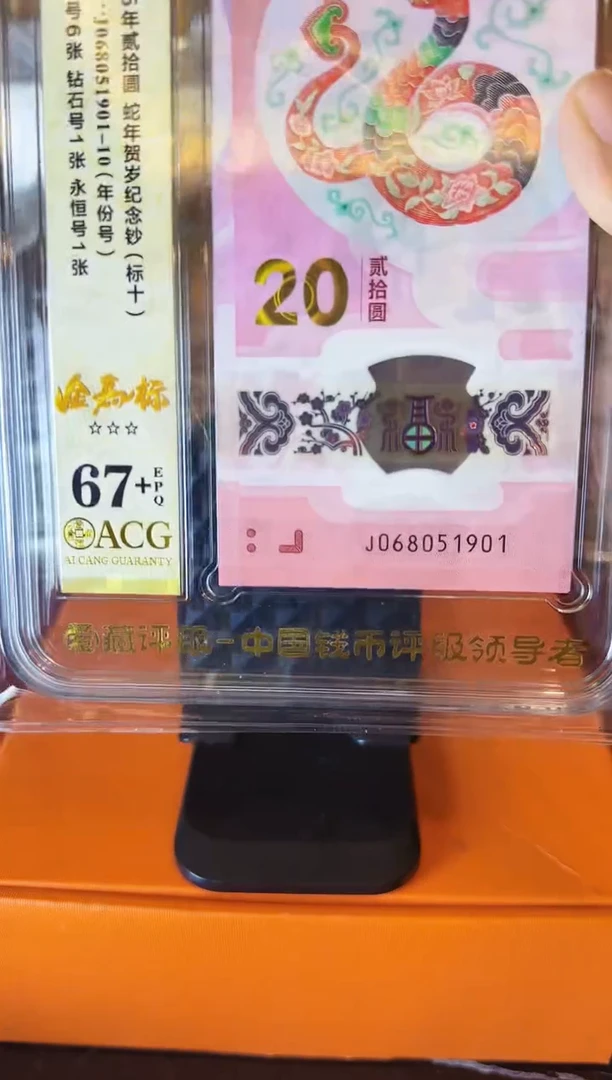 5年贰拾圆 蛇年贺岁纪念钞（标十）
J068051901-10（年份号）
号6张 钻石号1张 永恒号1张
金马标
☆☆☆
67+
EPQ
ACG
AI CANG GUARANTY
20
贰拾圆
J068051901
爱藏评级-中国钱币评级领导者